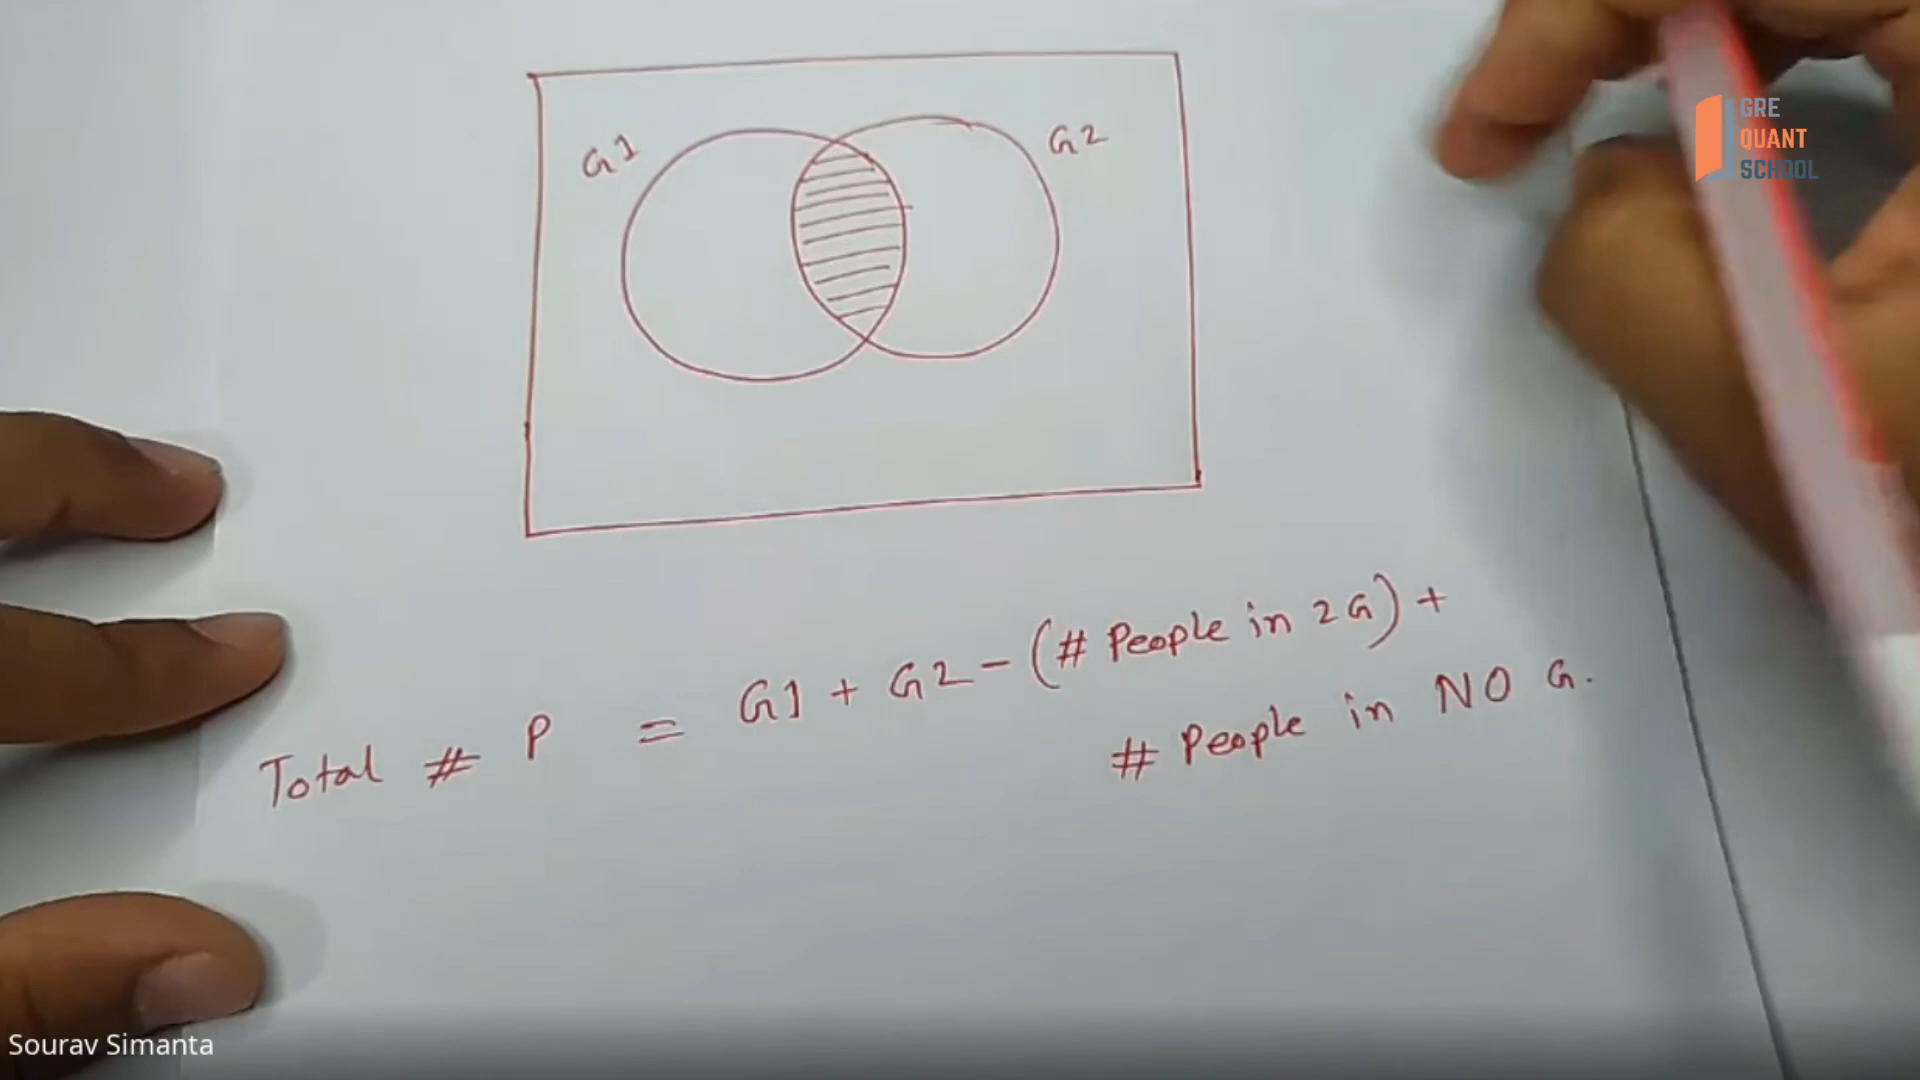 GRE
QUANT
SCHOOL
G1
G2
Total # P = G1 + G2 - (# People in 2G) +
# People in NO G.
Sourav Simanta